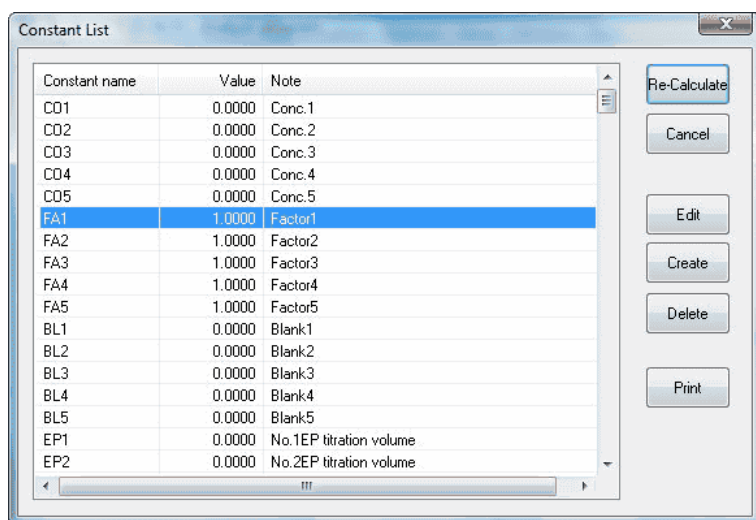 Constant List
Constant name Value Note
CO1 0.0000 Conc.1
CO2 0.0000 Conc.2
CO3 0.0000 Conc.3
CO4 0.0000 Conc.4
CO5 0.0000 Conc.5
FA1 1.0000 Factor1
FA2 1.0000 Factor2
FA3 1.0000 Factor3
FA4 1.0000 Factor4
FA5 1.0000 Factor5
BL1 0.0000 Blank1
BL2 0.0000 Blank2
BL3 0.0000 Blank3
BL4 0.0000 Blank4
BL5 0.0000 Blank5
EP1 0.0000 No.1EP titration volume
EP2 0.0000 No.2EP titration volume
Re-Calculate
Cancel
Edit
Create
Delete
Print